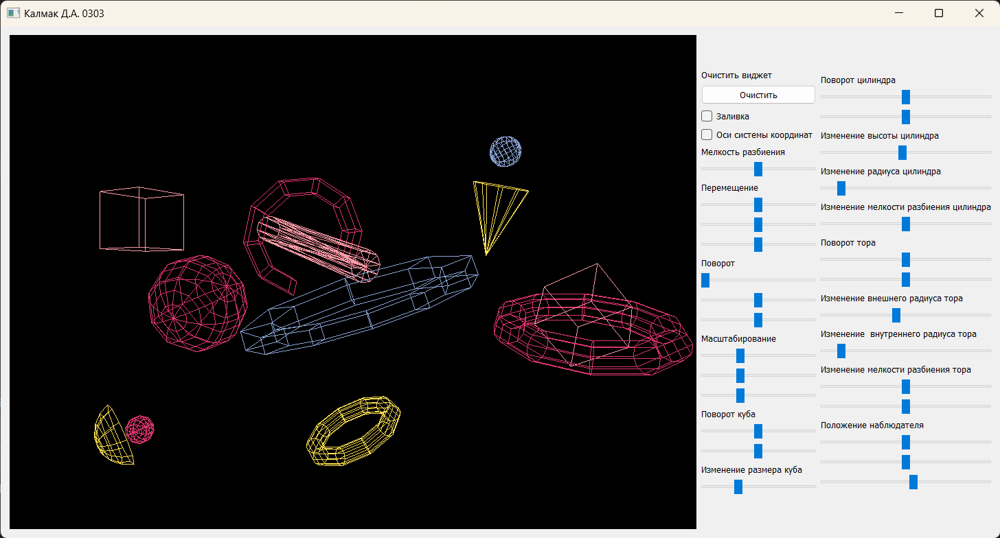 Калмак Д.А. 0303
Очистить виджет
Очистить
Заливка
Оси системы координат
Мелкость разбиения
Перемещение
Поворот
Масштабирование
Поворот куба
Изменение размера куба
Поворот цилиндра
Изменение высоты цилиндра
Изменение радиуса цилиндра
Изменение мелкости разбиения цилиндра
Поворот тора
Изменение внешнего радиуса тора
Изменение  внутреннего радиуса тора
Изменение мелкости разбиения тора
Положение наблюдателя